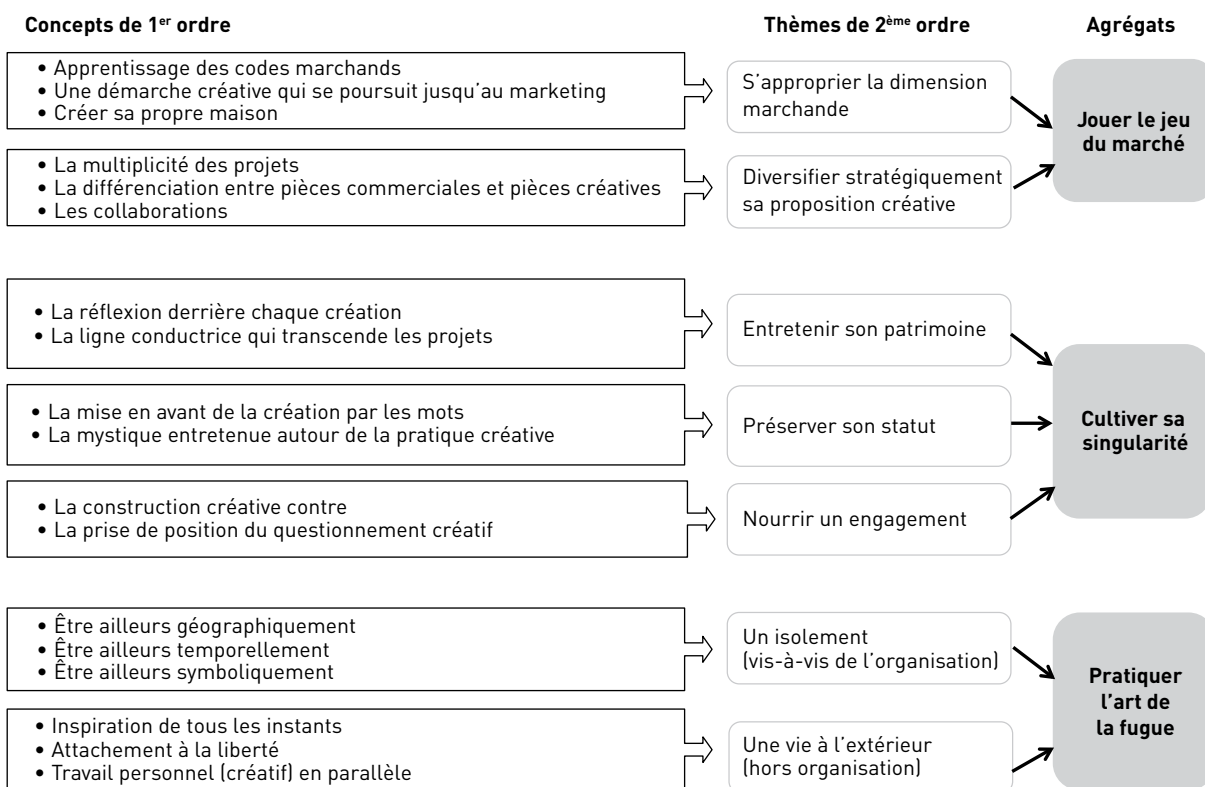 Concepts de 1er ordre
Thèmes de 2ème ordre
Agrégats
• Apprentissage des codes marchands
• Une démarche créative qui se poursuit jusqu'au marketing
• Créer sa propre maison
S'approprier la dimension
marchande
• La multiplicité des projets
• La différenciation entre pièces commerciales et pièces créatives
• Les collaborations
Diversifier stratégiquement
sa proposition créative
Jouer le jeu
du marché
• La réflexion derrière chaque création
• La ligne conductrice qui transcende les projets
Entretenir son patrimoine
• La mise en avant de la création par les mots
• La mystique entretenue autour de la pratique créative
Préserver son statut
• La construction créative contre
• La prise de position du questionnement créatif
Nourrir un engagement
Cultiver sa
singularité
• Être ailleurs géographiquement
• Être ailleurs temporellement
• Être ailleurs symboliquement
Un isolement
(vis-à-vis de l'organisation)
• Inspiration de tous les instants
• Attachement à la liberté
• Travail personnel (créatif) en parallèle
Une vie à l'extérieur
(hors organisation)
Pratiquer
l'art de
la fugue